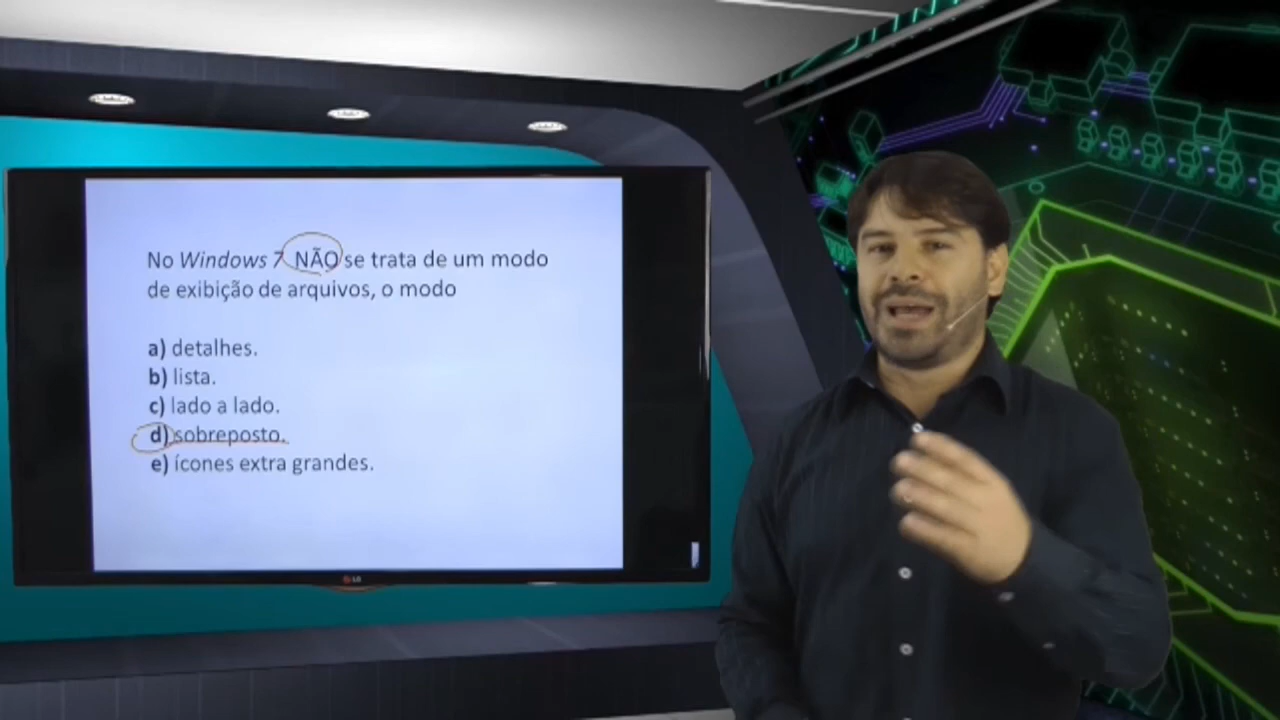 No Windows 7 NÃO se trata de um modo
de exibição de arquivos, o modo
a) detalhes.
b) lista.
c) lado a lado.
d) sobreposto.
e) ícones extra grandes.
LG